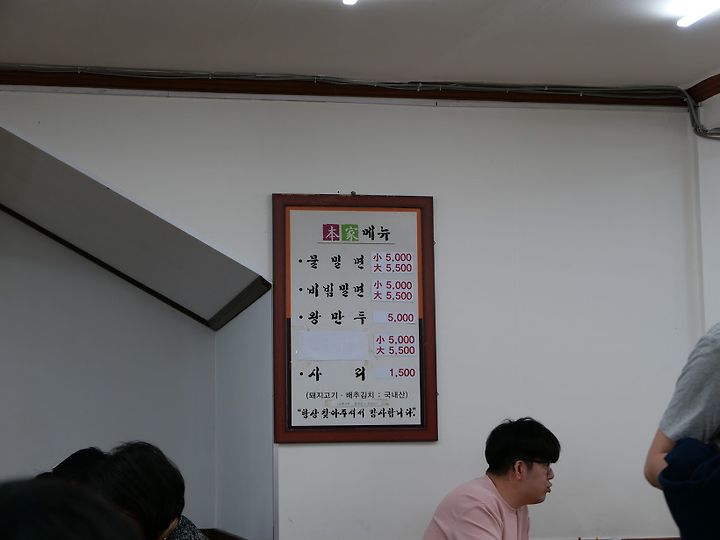 本家 메뉴
·물밀면 小 5,000
大 5,500
·비빔밀면 小 5,000
大 5,500
·왕만두 5,000
小 5,000
大 5,500
·사리 1,500
(돼지고기 · 배추김치 : 국내산)
"항상 찾아주셔서 감사합니다."